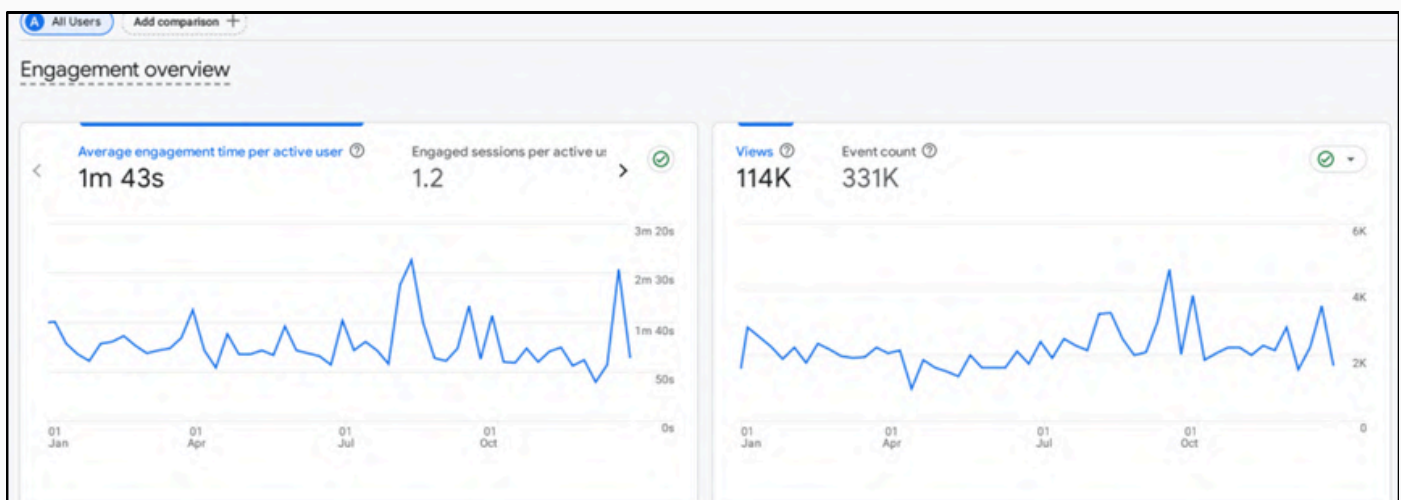 A All Users Add comparison +
Engagement overview
Average engagement time per active user
1m 43s
Engaged sessions per active us
1.2
3m 20s
2m 30s
1m 40s
50s
0s
01 Jan
01 Apr
01 Jul
01 Oct
Views
114K
Event count
331K
6K
4K
2K
0
01 Jan
01 Apr
01 Jul
01 Oct